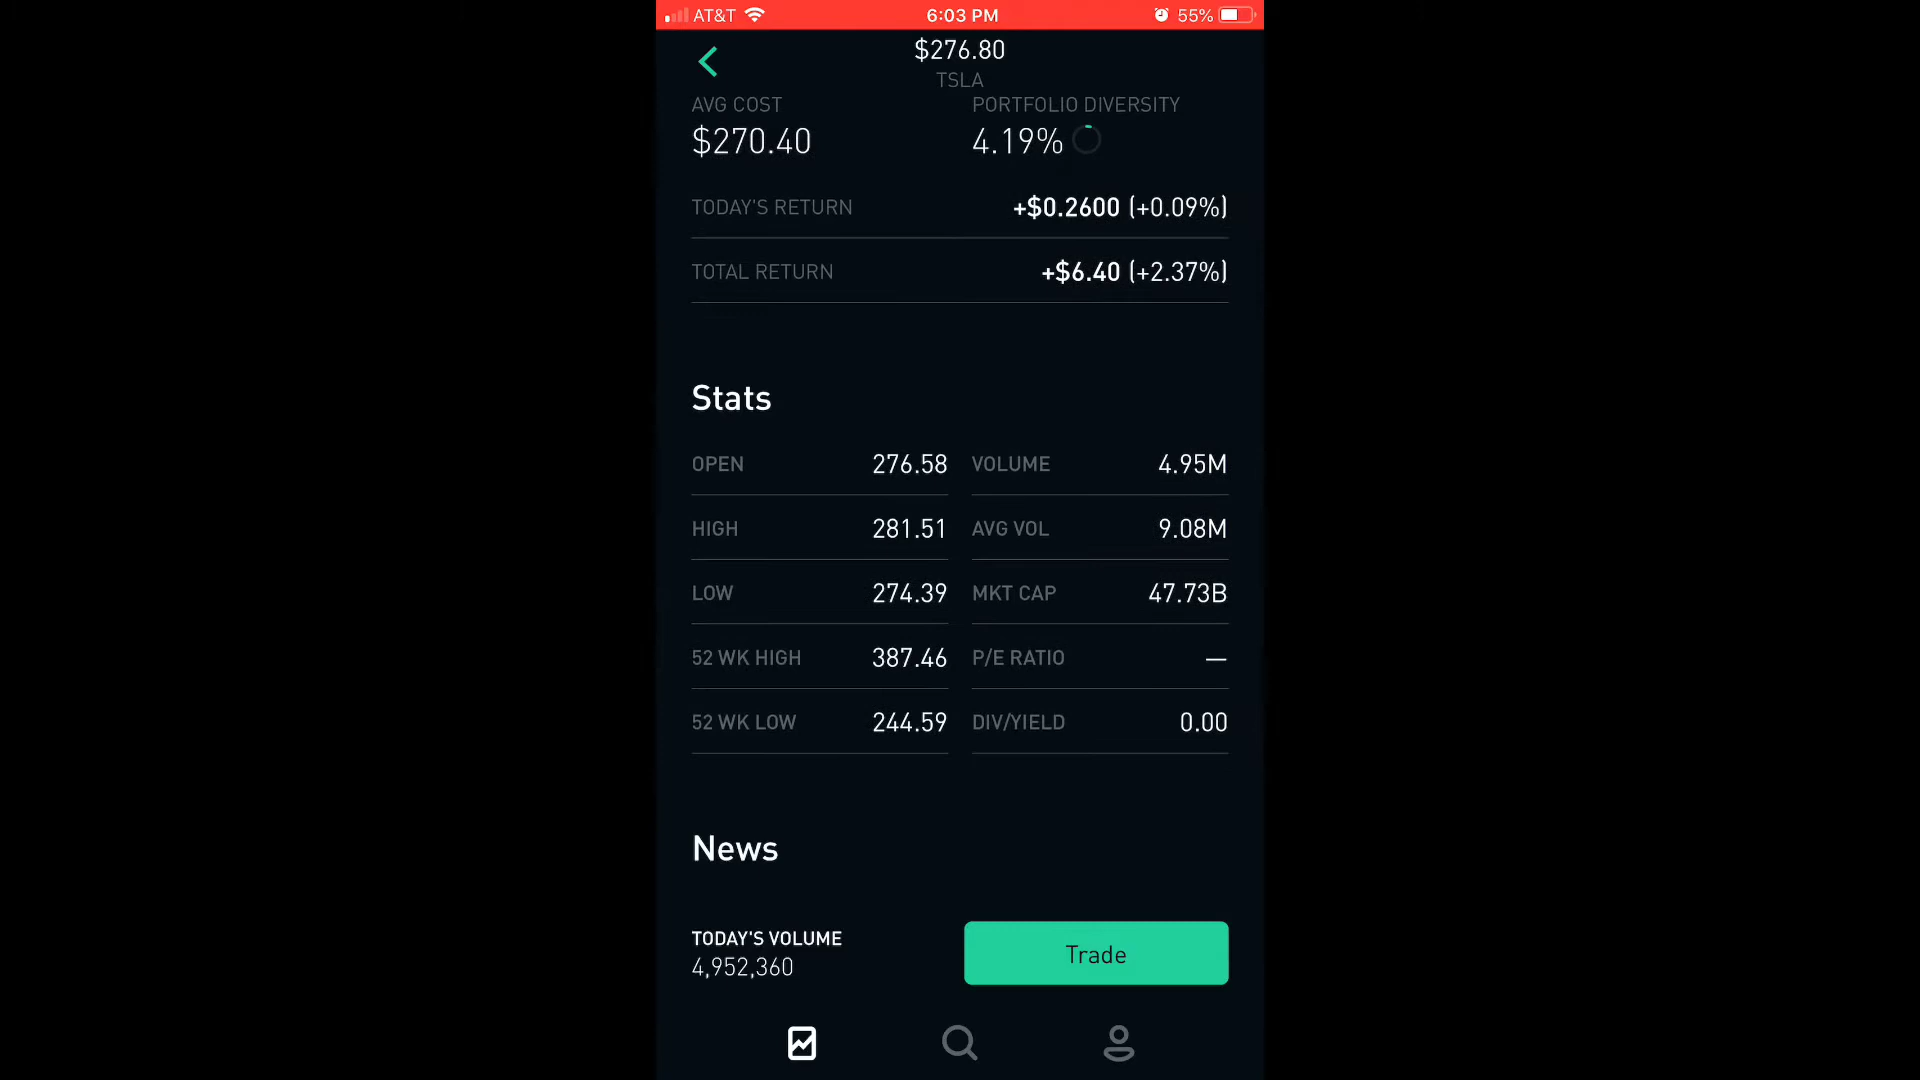 AT&T 6:03 PM 55%
$276.80
TSLA
AVG COST PORTFOLIO DIVERSITY
$270.40 4.19%
TODAY'S RETURN +$0.2600 (+0.09%)
TOTAL RETURN +$6.40 (+2.37%)
Stats
OPEN 276.58 VOLUME 4.95M
HIGH 281.51 AVG VOL 9.08M
LOW 274.39 MKT CAP 47.73B
52 WK HIGH 387.46 P/E RATIO —
52 WK LOW 244.59 DIV/YIELD 0.00
News
TODAY'S VOLUME
4,952,360
Trade